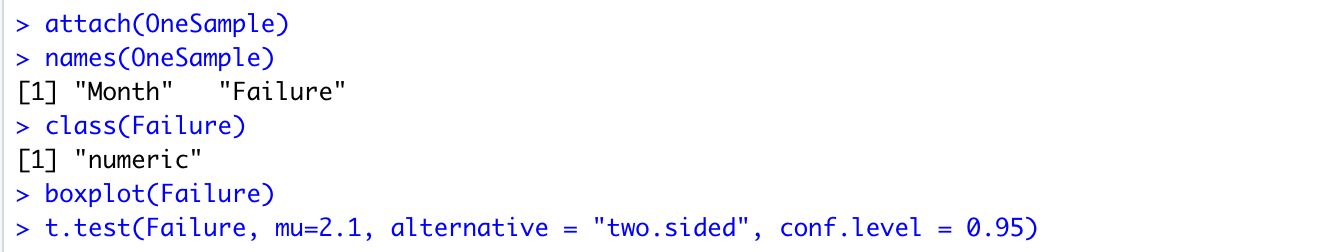 > attach(OneSample)
> names(OneSample)
[1] "Month"   "Failure"
> class(Failure)
[1] "numeric"
> boxplot(Failure)
> t.test(Failure, mu=2.1, alternative = "two.sided", conf.level = 0.95)